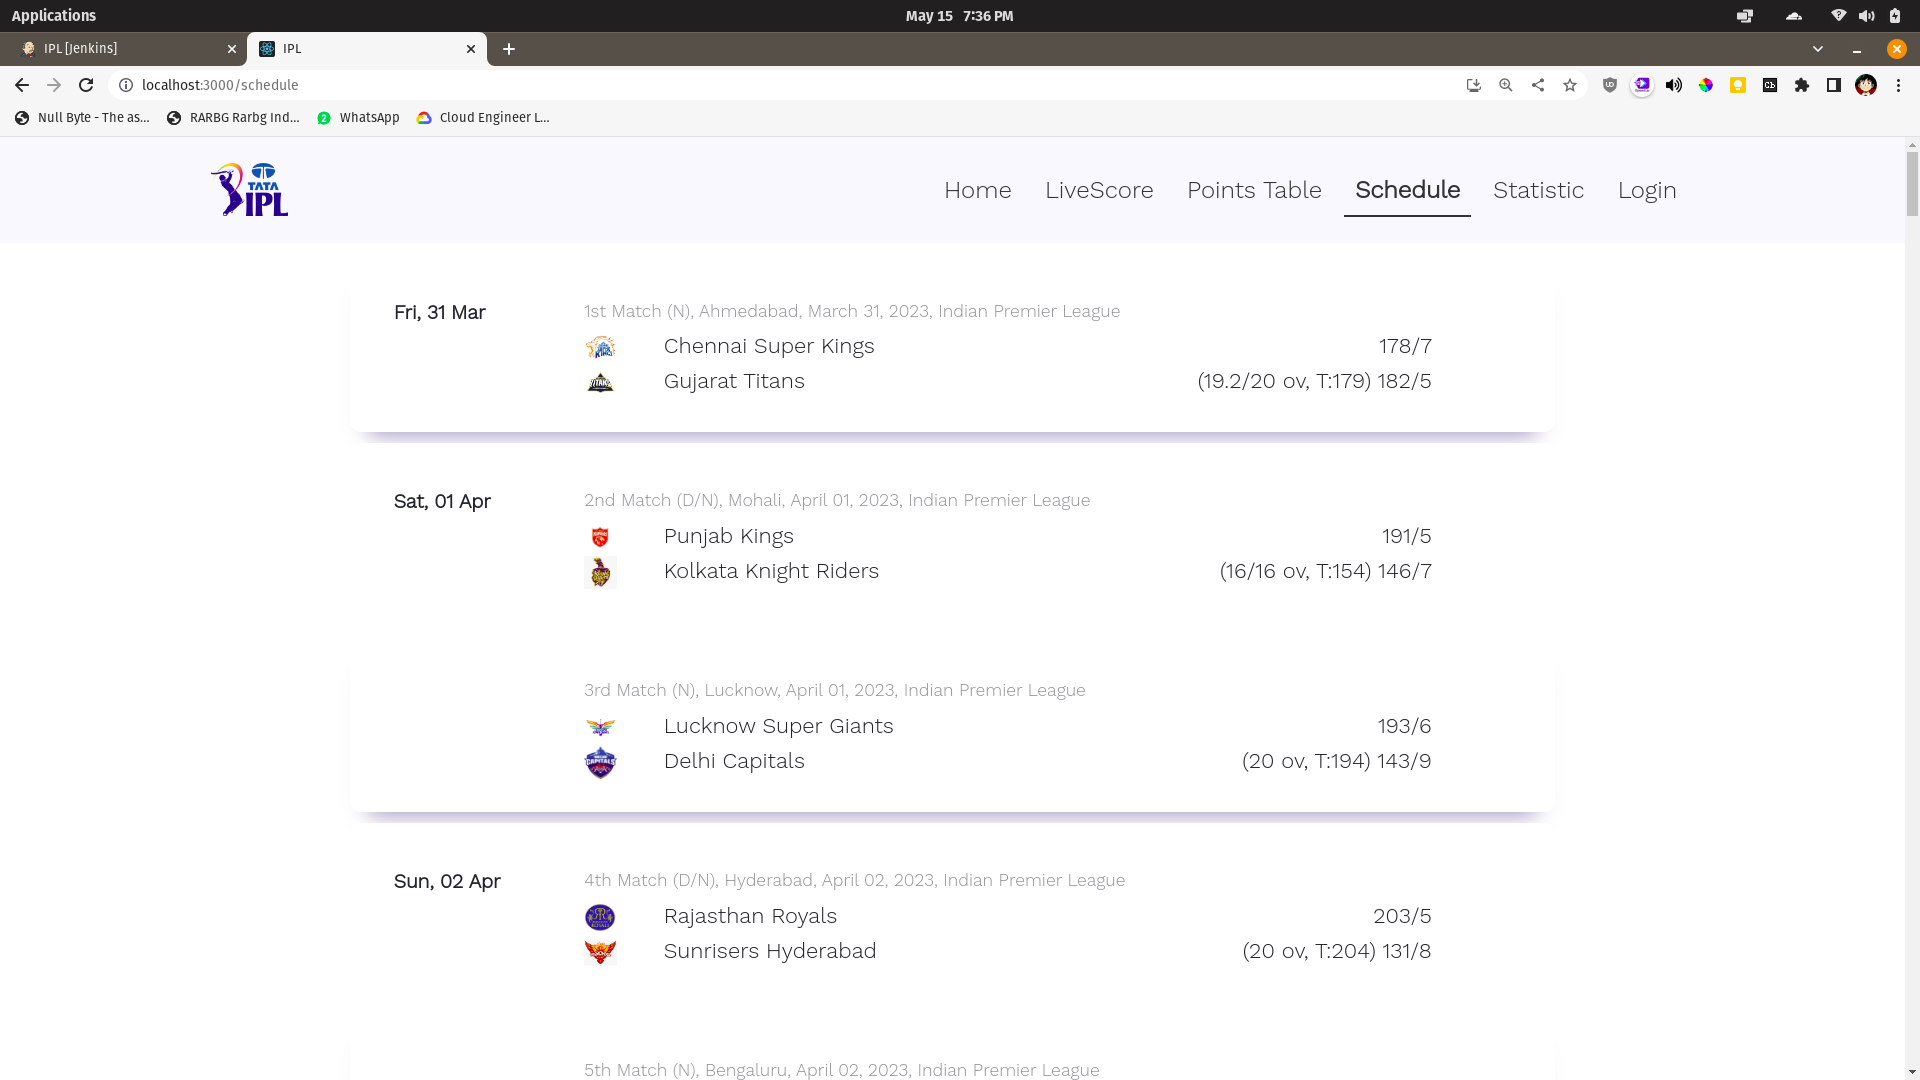 Applications
May 15 7:36 PM
IPL [Jenkins]
IPL
localhost:3000/schedule
Null Byte - The as...
RARBG Rarbg Ind...
WhatsApp
Cloud Engineer L...
TATA
IPL
Home
LiveScore
Points Table
Schedule
Statistic
Login
Fri, 31 Mar
1st Match (N), Ahmedabad, March 31, 2023, Indian Premier League
Chennai Super Kings 178/7
Gujarat Titans (19.2/20 ov, T:179) 182/5
Sat, 01 Apr
2nd Match (D/N), Mohali, April 01, 2023, Indian Premier League
Punjab Kings 191/5
Kolkata Knight Riders (16/16 ov, T:154) 146/7
3rd Match (N), Lucknow, April 01, 2023, Indian Premier League
Lucknow Super Giants 193/6
Delhi Capitals (20 ov, T:194) 143/9
Sun, 02 Apr
4th Match (D/N), Hyderabad, April 02, 2023, Indian Premier League
Rajasthan Royals 203/5
Sunrisers Hyderabad (20 ov, T:204) 131/8
5th Match (N), Bengaluru, April 02, 2023, Indian Premier League